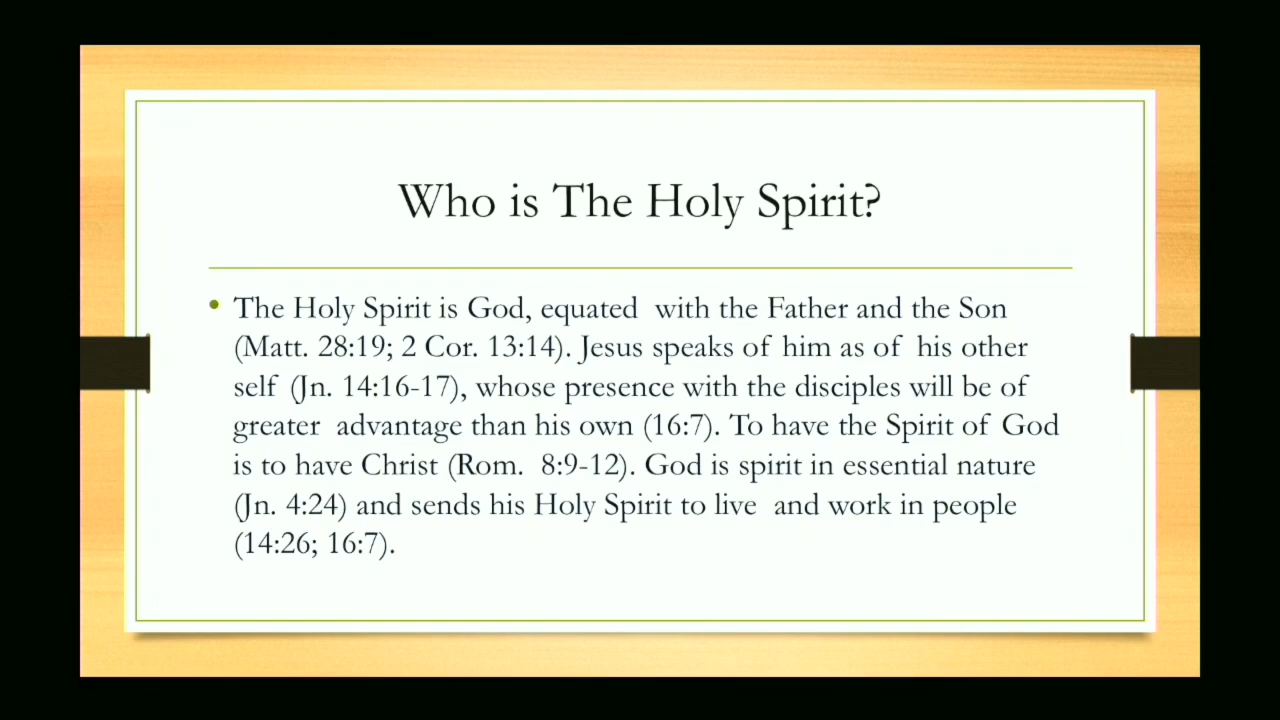 Who is The Holy Spirit?
• The Holy Spirit is God, equated with the Father and the Son
(Matt. 28:19; 2 Cor. 13:14). Jesus speaks of him as of his other
self (Jn. 14:16-17), whose presence with the disciples will be of
greater advantage than his own (16:7). To have the Spirit of God
is to have Christ (Rom. 8:9-12). God is spirit in essential nature
(Jn. 4:24) and sends his Holy Spirit to live and work in people
(14:26; 16:7).